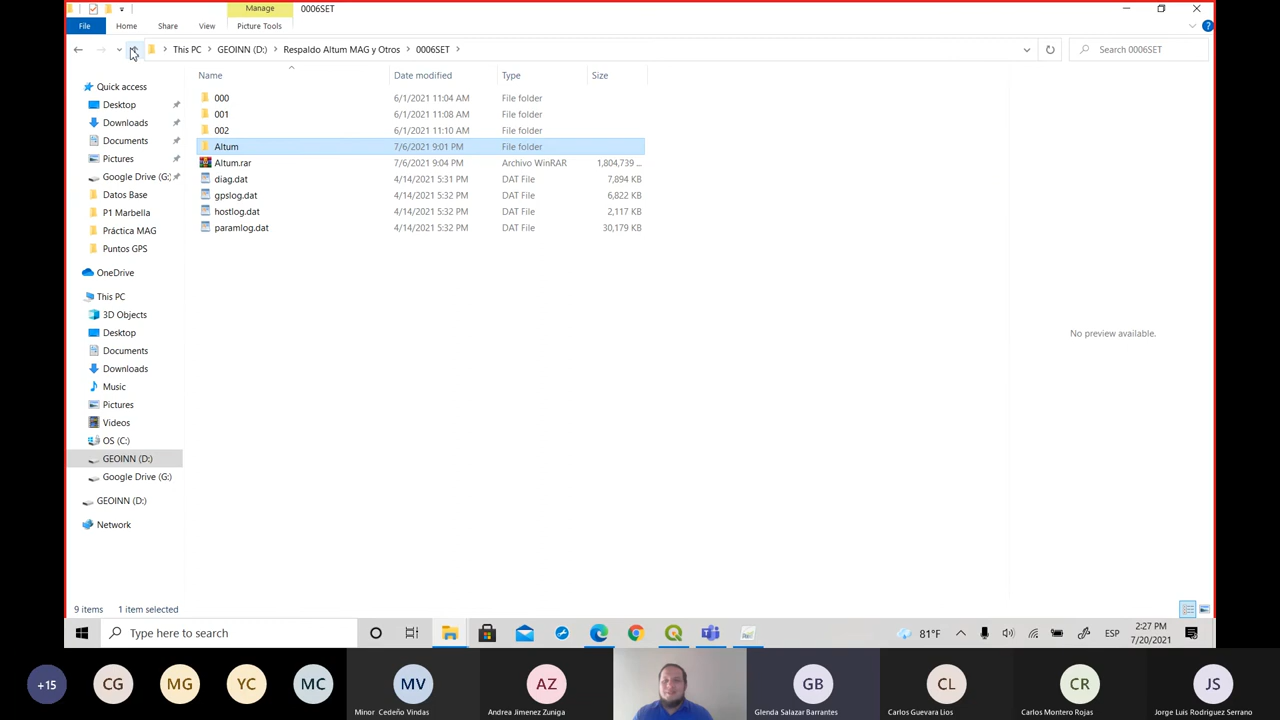 Manage
0006SET
File
Home
Share
View
Picture Tools
This PC
GEOINN (D:)
Respaldo Altum MAG y Otros
0006SET
Search 0006SET
Name
Date modified
Type
Size
Quick access
Desktop
Downloads
Documents
Pictures
Google Drive (G:)
Datos Base
P1 Marbella
Práctica MAG
Puntos GPS
OneDrive
This PC
3D Objects
Desktop
Documents
Downloads
Music
Pictures
Videos
OS (C:)
GEOINN (D:)
Google Drive (G:)
GEOINN (D:)
Network
000 6/1/2021 11:04 AM File folder
001 6/1/2021 11:08 AM File folder
002 6/1/2021 11:10 AM File folder
Altum 7/6/2021 9:01 PM File folder
Altum.rar 7/6/2021 9:04 PM Archivo WinRAR 1,804,739 ...
diag.dat 4/14/2021 5:31 PM DAT File 7,894 KB
gpslog.dat 4/14/2021 5:32 PM DAT File 6,822 KB
hostlog.dat 4/14/2021 5:32 PM DAT File 2,117 KB
paramlog.dat 4/14/2021 5:32 PM DAT File 30,179 KB
No preview available.
9 items 1 item selected
Type here to search
81°F
ESP
2:27 PM
7/20/2021
+15
CG
MG
YC
MC
MV
AZ
GB
CL
CR
JS
Minor Cedeño Vindas
Andrea Jimenez Zuniga
Glenda Salazar Barrantes
Carlos Guevara Lios
Carlos Montero Rojas
Jorge Luis Rodriguez Serrano